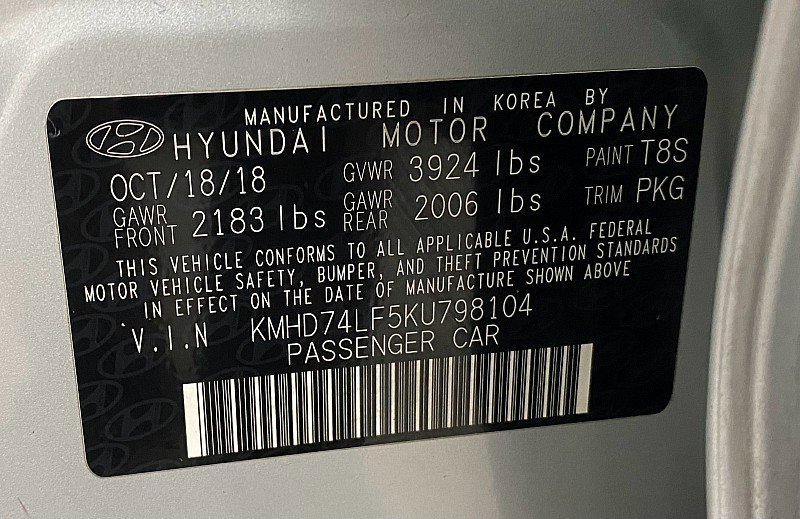 MANUFACTURED IN KOREA BY
HYUNDAI MOTOR COMPANY
OCT/18/18 GVWR 3924 lbs PAINT T8S
GAWR FRONT 2183 lbs GAWR REAR 2006 lbs TRIM PKG
THIS VEHICLE CONFORMS TO ALL APPLICABLE U.S.A. FEDERAL
MOTOR VEHICLE SAFETY, BUMPER, AND THEFT PREVENTION STANDARDS
IN EFFECT ON THE DATE OF MANUFACTURE SHOWN ABOVE
V.I.N KMHD74LF5KU798104
PASSENGER CAR